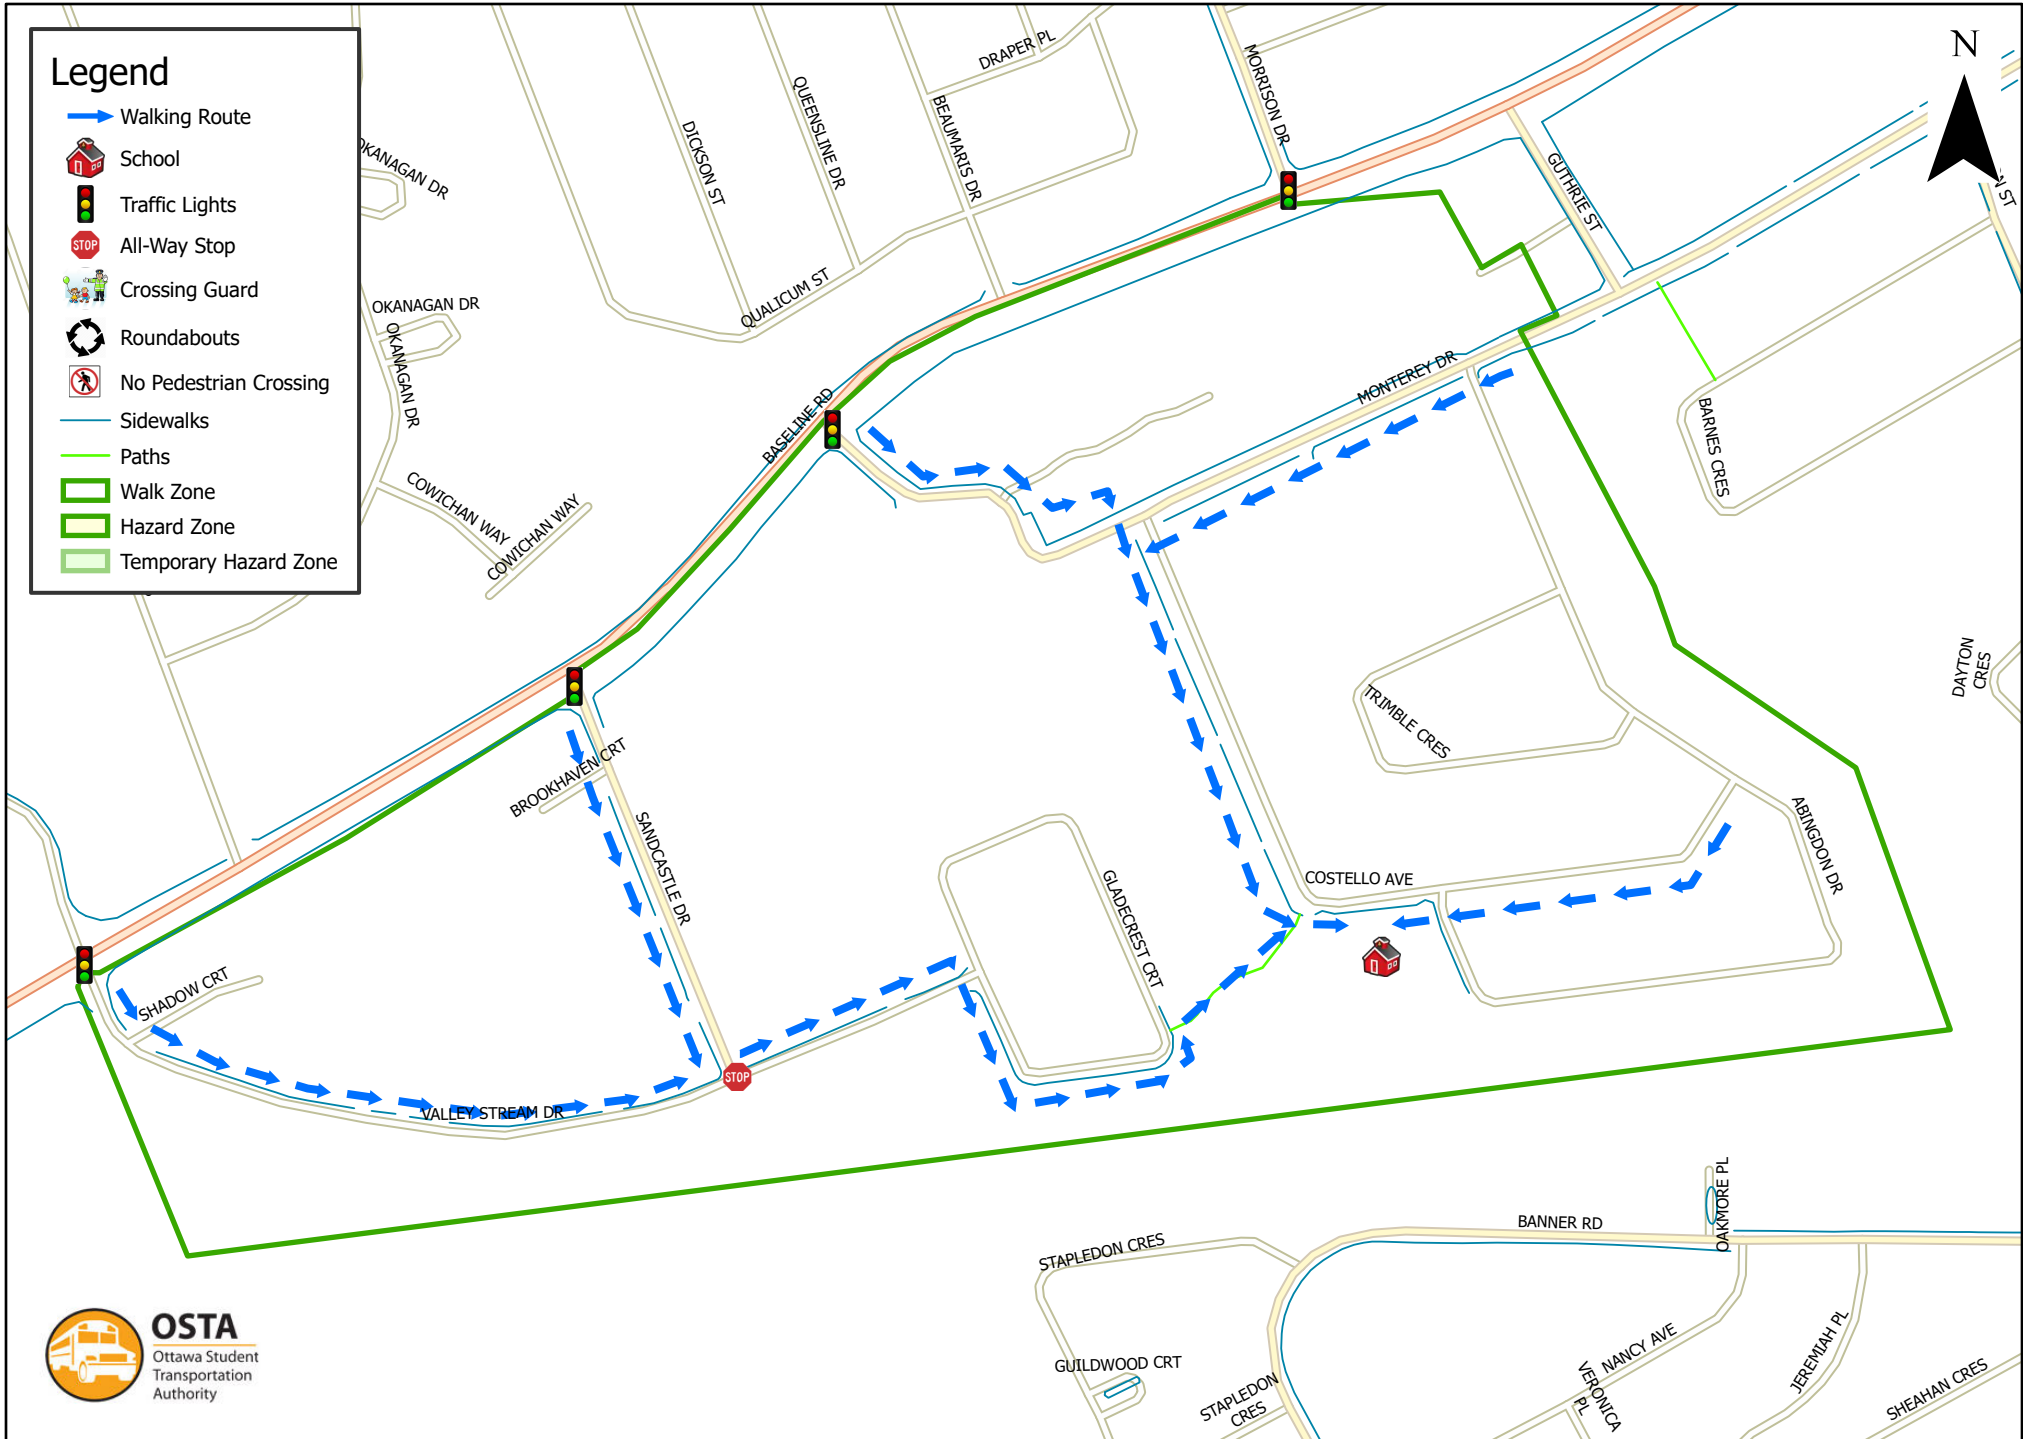 Legend
Walking Route
School
Traffic Lights
STOP
All-Way Stop
Crossing Guard
Roundabouts
No Pedestrian Crossing
Sidewalks
Paths
Walk Zone
Hazard Zone
Temporary Hazard Zone
N
DRAPER PL
MORRISON DR
QUEENSLINE DR
BEAUMARIS DR
DICKSON ST
OKANAGAN DR
GUTHRIE ST
N ST
QUALICUM ST
OKANAGAN DR
OKANAGAN DR
MONTEREY DR
BASELINE RD
BARNES CRES
COWICHAN WAY
COWICHAN WAY
DAYTON
CRES
TRIMBLE CRES
BROOKHAVEN CRT
SANDCASTLE DR
ABINGDON DR
GLADECREST CRT
COSTELLO AVE
SHADOW CRT
STOP
VALLEY STREAM DR
OAKMORE PL
BANNER RD
STAPLEDON CRES
GUILDWOOD CRT
STAPLEDON
CRES
NANCY AVE
VERONICA
PL
JEREMIAH PL
SHEAHAN CRES
OSTA
Ottawa Student
Transportation
Authority